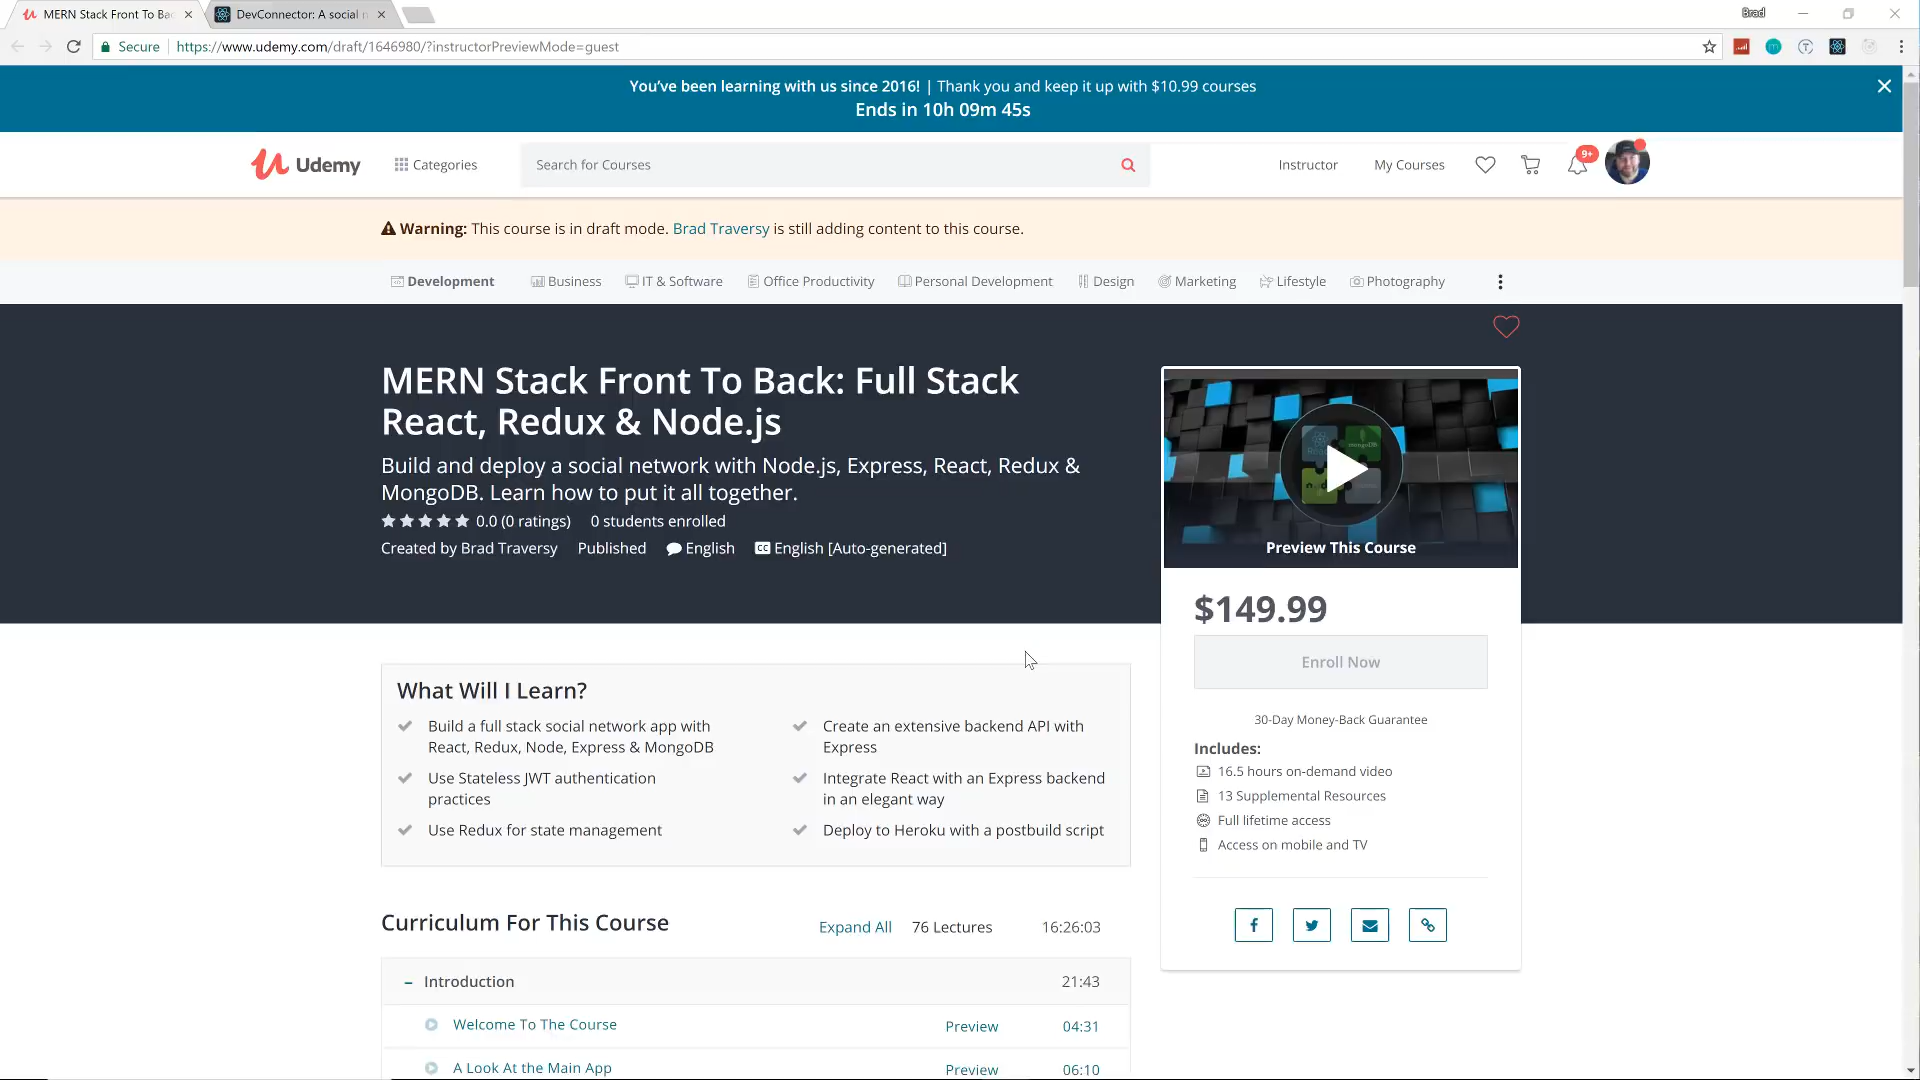 MERN Stack Front To Bac
DevConnector: A social n
Brad
Secure
https://www.udemy.com/draft/1646980/?instructorPreviewMode=guest
You've been learning with us since 2016! | Thank you and keep it up with $10.99 courses
Ends in 10h 09m 45s
Udemy
Categories
Search for Courses
Instructor
My Courses
9+
Warning: This course is in draft mode. Brad Traversy is still adding content to this course.
Development
Business
IT & Software
Office Productivity
Personal Development
Design
Marketing
Lifestyle
Photography
MERN Stack Front To Back: Full Stack
React, Redux & Node.js
Build and deploy a social network with Node.js, Express, React, Redux &
MongoDB. Learn how to put it all together.
0.0 (0 ratings) 0 students enrolled
Created by Brad Traversy Published English CC English [Auto-generated]
Preview This Course
$149.99
Enroll Now
30-Day Money-Back Guarantee
Includes:
16.5 hours on-demand video
13 Supplemental Resources
Full lifetime access
Access on mobile and TV
What Will I Learn?
Build a full stack social network app with
React, Redux, Node, Express & MongoDB
Use Stateless JWT authentication
practices
Use Redux for state management
Create an extensive backend API with
Express
Integrate React with an Express backend
in an elegant way
Deploy to Heroku with a postbuild script
Curriculum For This Course
Expand All
76 Lectures
16:26:03
Introduction
21:43
Welcome To The Course
Preview
04:31
A Look At the Main App
Preview
06:10